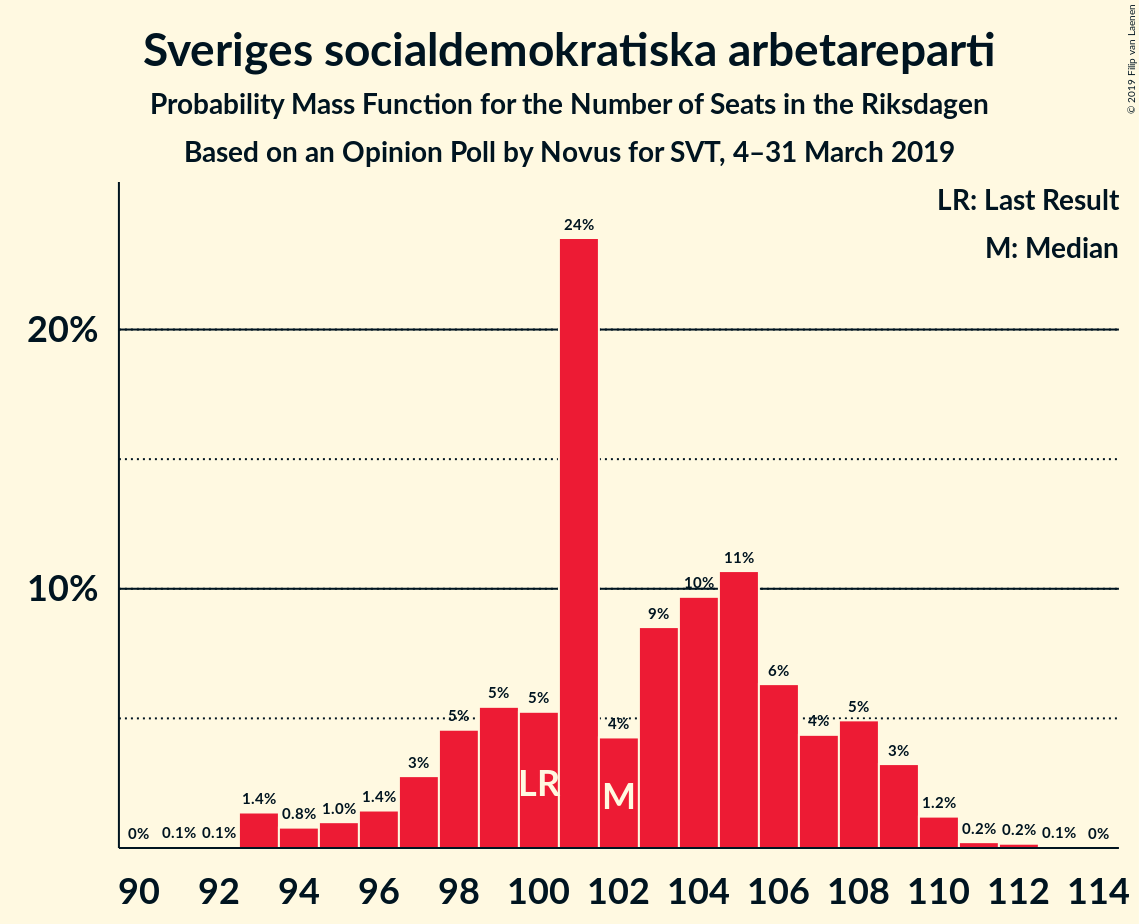 Sveriges socialdemokratiska arbetareparti
Probability Mass Function for the Number of Seats in the Riksdagen
Based on an Opinion Poll by Novus for SVT, 4–31 March 2019
© 2019 Filip van Laenen
LR: Last Result
M: Median
20%
10%
0% 0.1% 0.1% 1.4% 0.8% 1.0% 1.4% 3% 5% 5% 5% 24% 4% 9% 10% 11% 6% 4% 5% 3% 1.2% 0.2% 0.2% 0.1% 0%
LR M
90 92 94 96 98 100 102 104 106 108 110 112 114